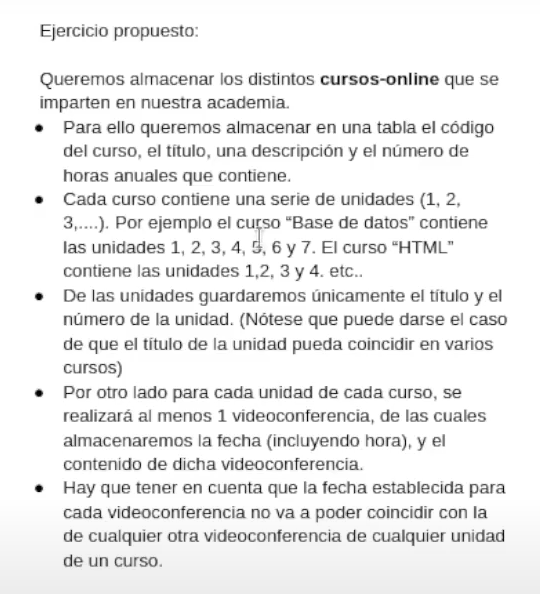 Ejercicio propuesto:
Queremos almacenar los distintos cursos-online que se
imparten en nuestra academia.
● Para ello queremos almacenar en una tabla el código
del curso, el título, una descripción y el número de
horas anuales que contiene.
● Cada curso contiene una serie de unidades (1, 2,
3,....). Por ejemplo el curso “Base de datos” contiene
las unidades 1, 2, 3, 4, 5, 6 y 7. El curso “HTML”
contiene las unidades 1,2, 3 y 4. etc..
● De las unidades guardaremos únicamente el título y el
número de la unidad. (Nótese que puede darse el caso
de que el título de la unidad pueda coincidir en varios
cursos)
● Por otro lado para cada unidad de cada curso, se
realizará al menos 1 videoconferencia, de las cuales
almacenaremos la fecha (incluyendo hora), y el
contenido de dicha videoconferencia.
● Hay que tener en cuenta que la fecha establecida para
cada videoconferencia no va a poder coincidir con la
de cualquier otra videoconferencia de cualquier unidad
de un curso.